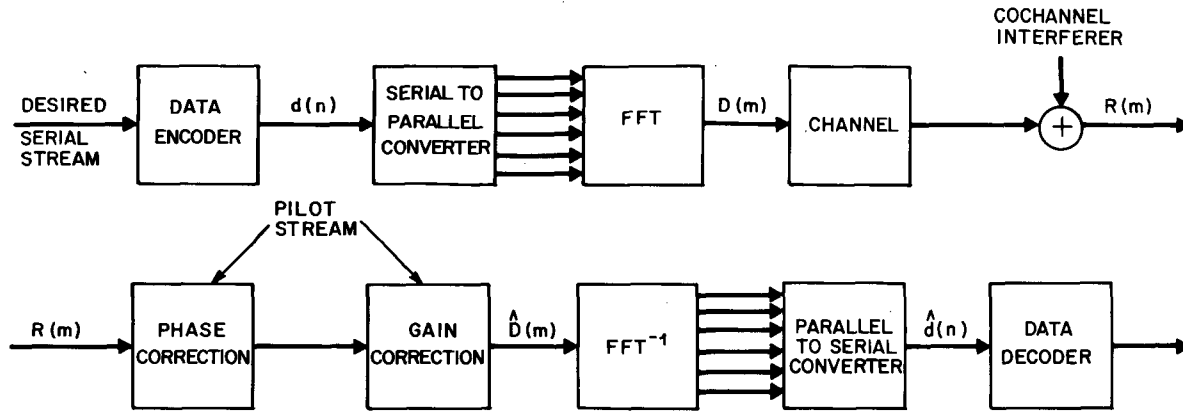 COCHANNEL
INTERFERER
DESIRED
SERIAL
STREAM
DATA
ENCODER
d(n)
SERIAL TO
PARALLEL
CONVERTER
FFT
D(m)
CHANNEL
+
R(m)
PILOT
STREAM
R(m)
PHASE
CORRECTION
GAIN
CORRECTION
D̂(m)
FFT⁻¹
PARALLEL
TO SERIAL
CONVERTER
d̂(n)
DATA
DECODER